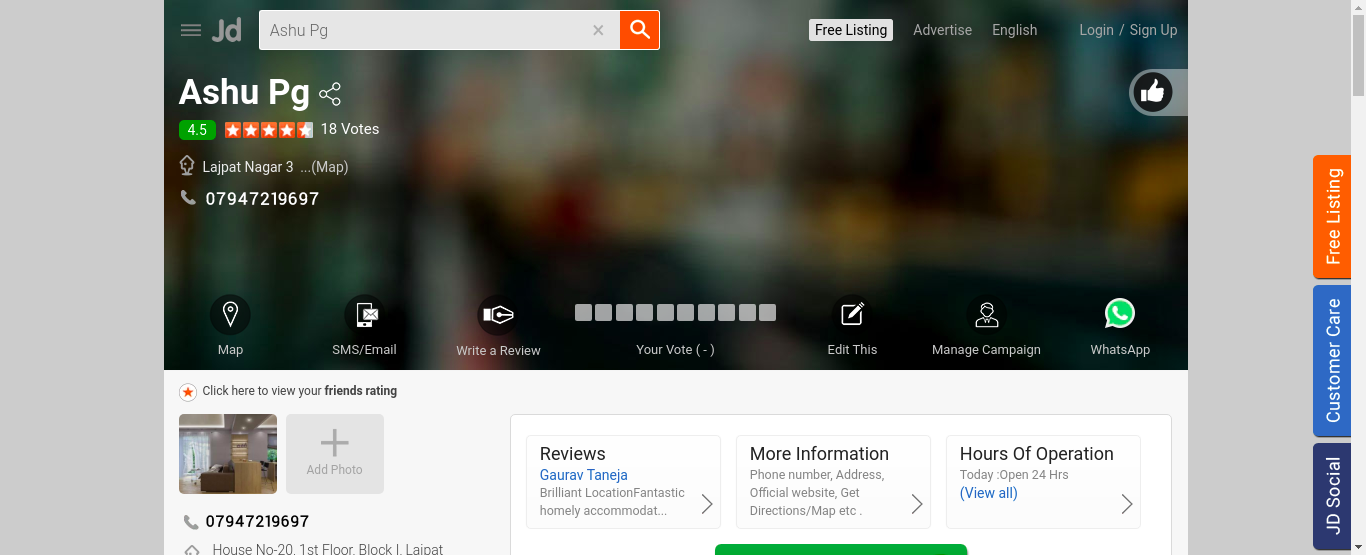 Jd
Ashu Pg
Free Listing
Advertise
English
Login / Sign Up
Ashu Pg
4.5
18 Votes
Lajpat Nagar 3 ...(Map)
07947219697
Map
SMS/Email
Write a Review
Your Vote ( - )
Edit This
Manage Campaign
WhatsApp
Click here to view your friends rating
Add Photo
07947219697
House No-20, 1st Floor, Block I, Lajpat
Reviews
Gaurav Taneja
Brilliant LocationFantastic
homely accommodat...
More Information
Phone number, Address,
Official website, Get
Directions/Map etc .
Hours Of Operation
Today :Open 24 Hrs
(View all)
Free Listing
Customer Care
JD Social